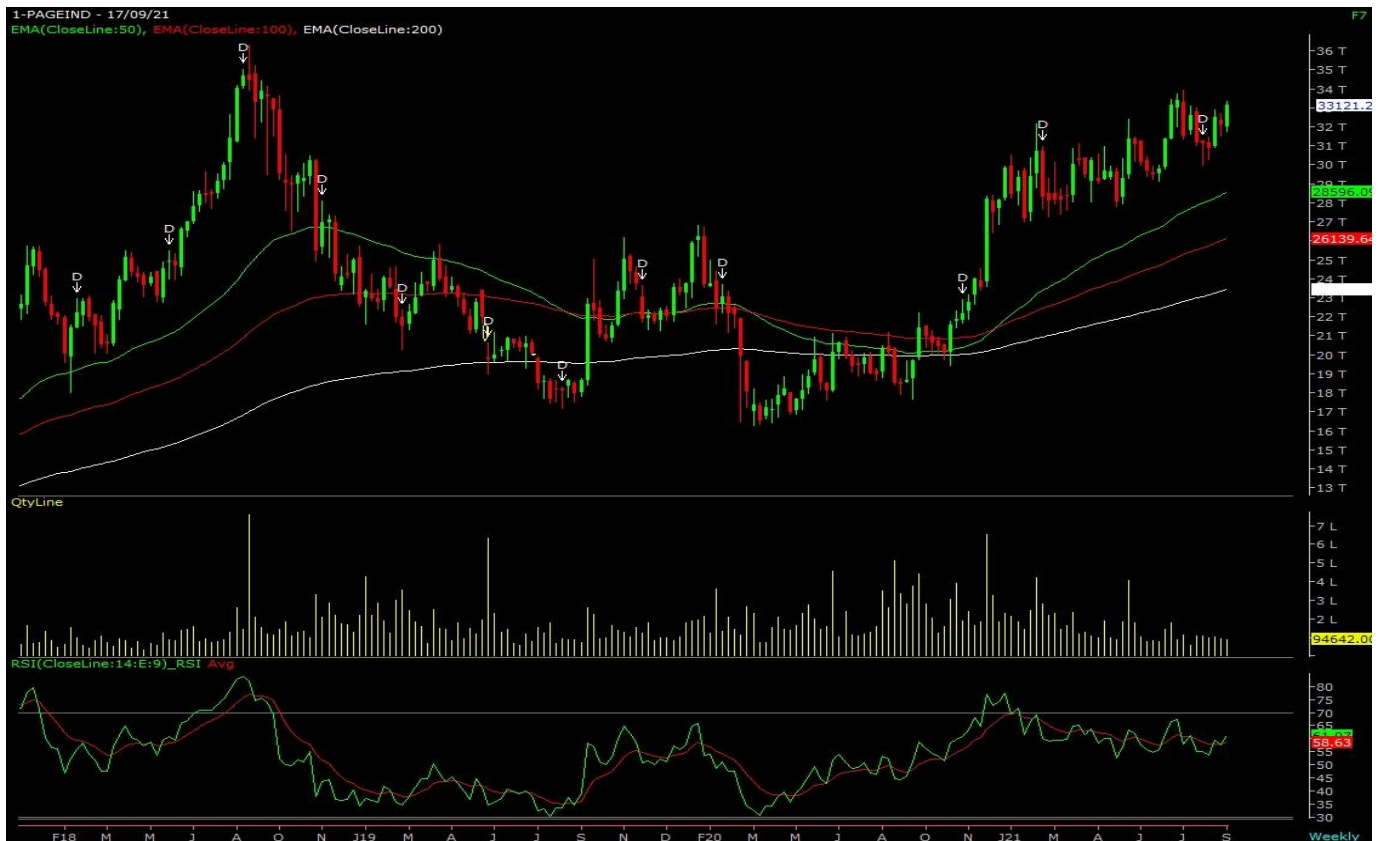 1-PAGEIND - 17/09/21
F7
EMA(CloseLine:50), EMA(CloseLine:100), EMA(CloseLine:200)
D D D D D D D D D D D D D
36 T
35 T
34 T
33121.2
32 T
31 T
30 T
28596.09
28 T
27 T
26139.64
25 T
24 T
23 T
22 T
21 T
20 T
19 T
18 T
17 T
16 T
15 T
14 T
13 T
QtyLine
7 L
6 L
5 L
4 L
3 L
2 L
94642.00
RSI(CloseLine:14:E:9)_RSI Avg
80
75
70
65
58.63
55
50
45
40
35
30
F18 M M J A O N J19 M A J J S N D F20 M M J A O N J21 M A J J S
Weekly